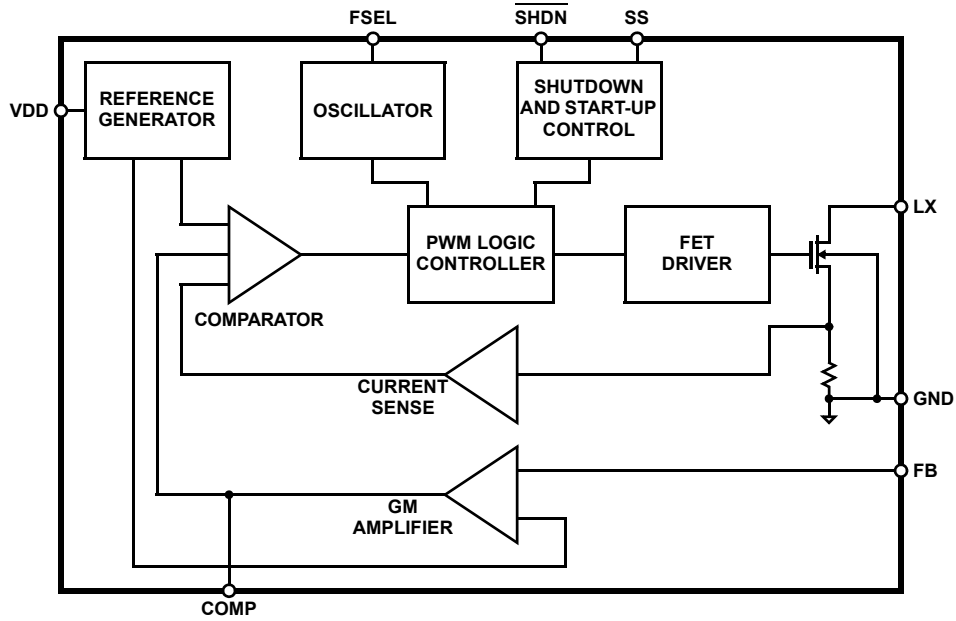 FSEL
SHDN
SS
VDD
REFERENCE
GENERATOR
OSCILLATOR
SHUTDOWN
AND START-UP
CONTROL
LX
PWM LOGIC
CONTROLLER
FET
DRIVER
COMPARATOR
CURRENT
SENSE
GND
FB
GM
AMPLIFIER
COMP